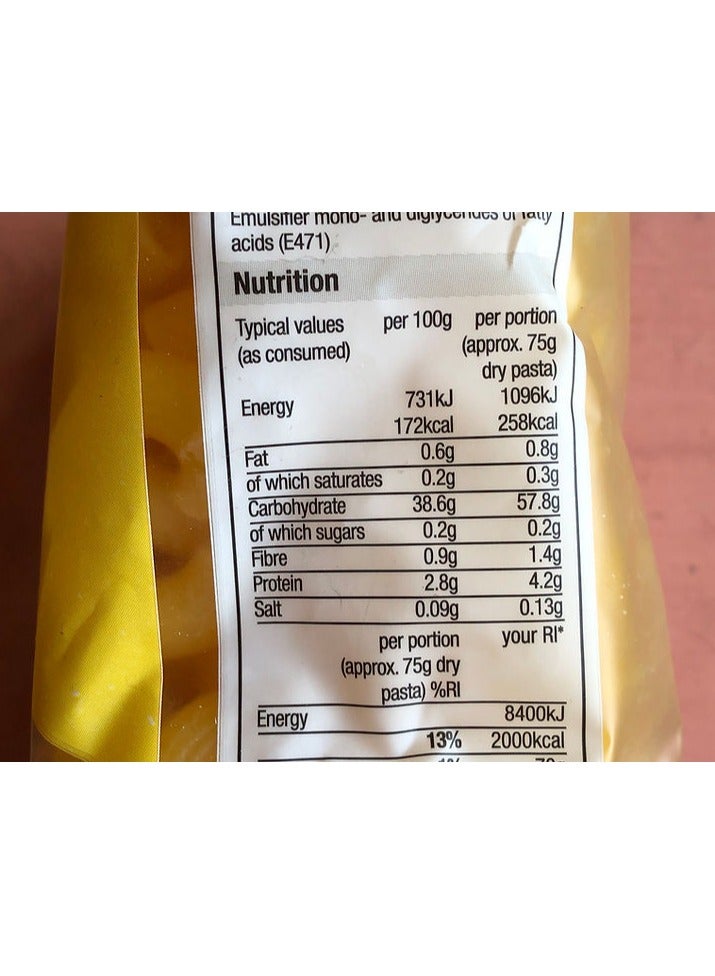 Emulsifier mono- and diglycerides of fatty
acids (E471)
Nutrition
Typical values per 100g per portion
(as consumed) (approx. 75g
dry pasta)
Energy 731kJ 1096kJ
172kcal 258kcal
Fat 0.6g 0.8g
of which saturates 0.2g 0.3g
Carbohydrate 38.6g 57.8g
of which sugars 0.2g 0.2g
Fibre 0.9g 1.4g
Protein 2.8g 4.2g
Salt 0.09g 0.13g
per portion your RI*
(approx. 75g dry
pasta) %RI
Energy 8400kJ
13% 2000kcal